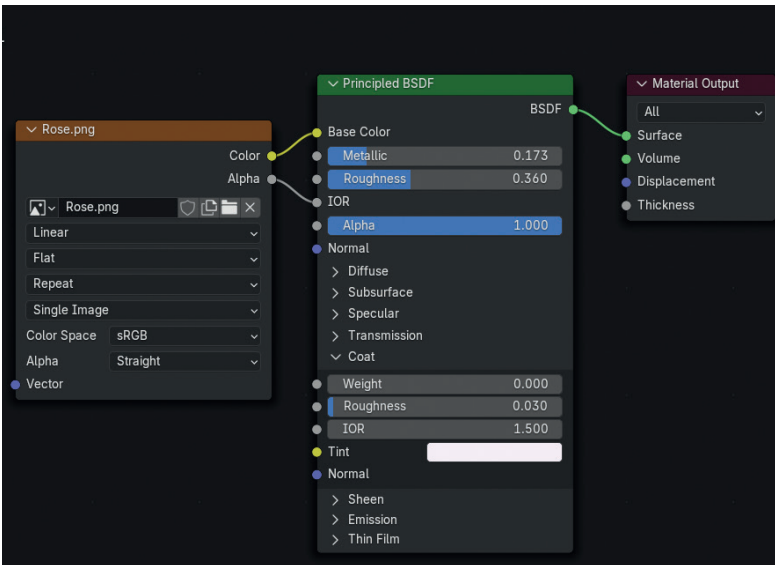 Rose.png
Color
Alpha
Rose.png
Linear
Flat
Repeat
Single Image
Color Space sRGB
Alpha Straight
Vector
Principled BSDF
BSDF
Base Color
Metallic 0.173
Roughness 0.360
IOR
Alpha 1.000
Normal
Diffuse
Subsurface
Specular
Transmission
Coat
Weight 0.000
Roughness 0.030
IOR 1.500
Tint
Normal
Sheen
Emission
Thin Film
Material Output
All
Surface
Volume
Displacement
Thickness